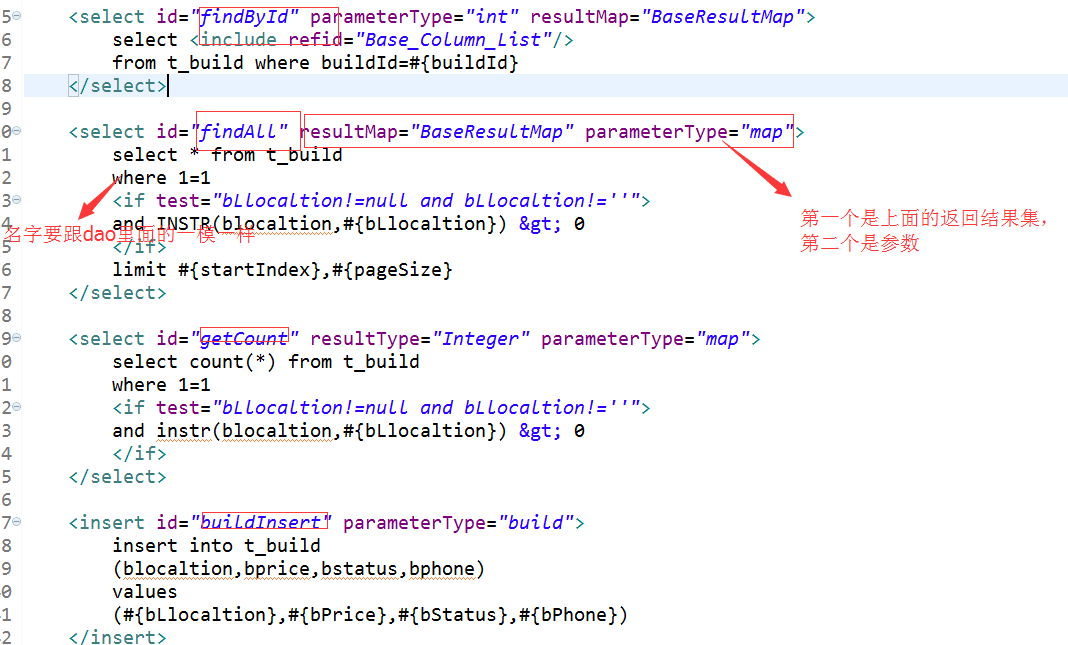 5 <select id="findById" parameterType="int" resultMap="BaseResultMap">
6 select <include refid="Base_Column_List"/>
7 from t_build where buildId=#{buildId}
8 </select>
9
0 <select id="findAll" resultMap="BaseResultMap" parameterType="map">
1 select * from t_build
2 where 1=1
3 <if test="bLlocaltion!=null and bLlocaltion!=''">
4 and INSTR(blocaltion,#{bLlocaltion}) &gt; 0
名字要跟dao里面的一模一样
第一个是上面的返回结果集，
第二个是参数
5 </if>
6 limit #{startIndex},#{pageSize}
7 </select>
8
9 <select id="getCount" resultType="Integer" parameterType="map">
0 select count(*) from t_build
1 where 1=1
2 <if test="bLlocaltion!=null and bLlocaltion!=''">
3 and instr(blocaltion,#{bLlocaltion}) &gt; 0
4 </if>
5 </select>
6
7 <insert id="buildInsert" parameterType="build">
8 insert into t_build
9 (blocaltion,bprice,bstatus,bphone)
0 values
1 (#{bLlocaltion},#{bPrice},#{bStatus},#{bPhone})
2 </insert>